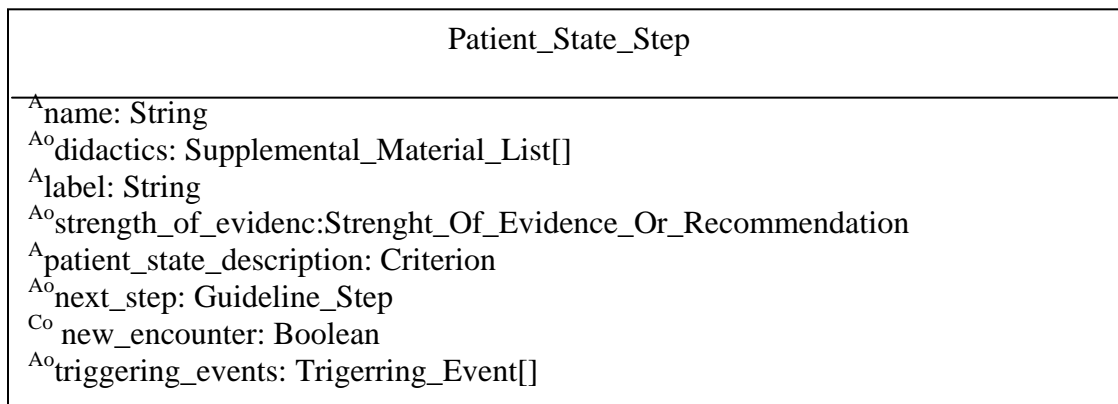 Patient_State_Step
Aname: String
Aodidactics: Supplemental_Material_List[]
Alabel: String
Aostrength_of_evidenc:Strenght_Of_Evidence_Or_Recommendation
Apatient_state_description: Criterion
Aonext_step: Guideline_Step
Co new_encounter: Boolean
Aotriggering_events: Trigerring_Event[]